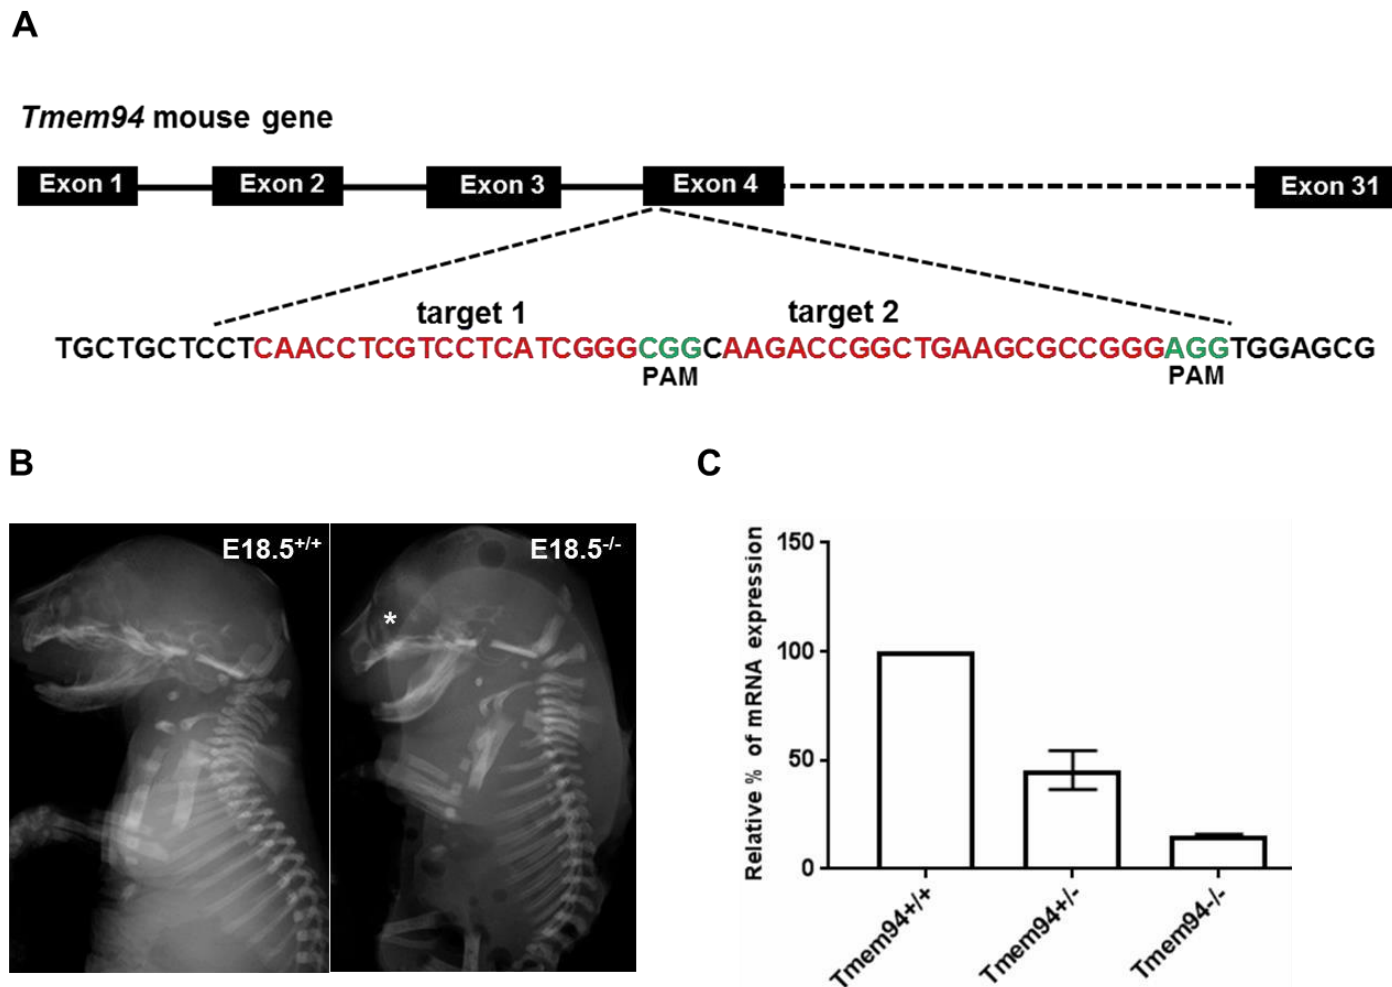 A
Tmem94 mouse gene
Exon 1 Exon 2 Exon 3 Exon 4 Exon 31
target 1 target 2
TGCTGCTCCTCAACCTCGTCCTCATCGGGCGGCAAGACCGGCTGAAGCGCCGGGAGGTGGAGCG
PAM PAM
B
E18.5+/+ E18.5-/-
*
C
Relative % of mRNA expression
150
100
50
0
Tmem94+/+
Tmem94+/-
Tmem94-/-